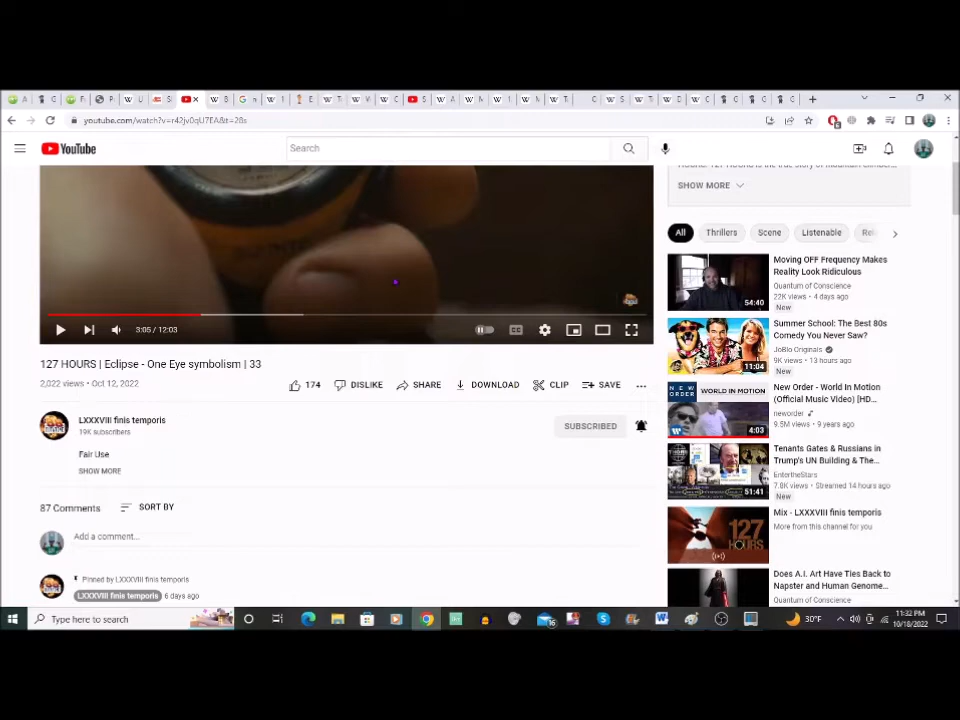 youtube.com/watch?v=r42jv0qU7EA&t=28s
YouTube
Search
SHOW MORE
All
Thrillers
Scene
Listenable
3:05 / 12:03
Moving OFF Frequency Makes
Reality Look Ridiculous
Quantum of Conscience
22K views • 4 days ago
New
54:40
Summer School: The Best 80s
Comedy You Never Saw?
JoBlo Originals
9K views • 13 hours ago
New
11:04
127 HOURS | Eclipse - One Eye symbolism | 33
2,022 views • Oct 12, 2022
174
DISLIKE
SHARE
DOWNLOAD
CLIP
SAVE
NEW ORDER
WORLD IN MOTION
4:03
New Order - World In Motion
(Official Music Video) |HD...
neworder
9.5M views • 9 years ago
LXXXVIII finis temporis
19K subscribers
SUBSCRIBED
Fair Use
SHOW MORE
Tenants Gates & Russians in
Trump's UN Building & The...
EntertheStars
7.8K views • Streamed 14 hours ago
New
51:41
87 Comments
SORT BY
Add a comment...
127
HOURS
Mix - LXXXVIII finis temporis
More from this channel for you
Pinned by LXXXVIII finis temporis
LXXXVIII finis temporis
6 days ago
Does A.I. Art Have Ties Back to
Napster and Human Genome...
Quantum of Conscience
Type here to search
16
30°F
11:32 PM
10/18/2022